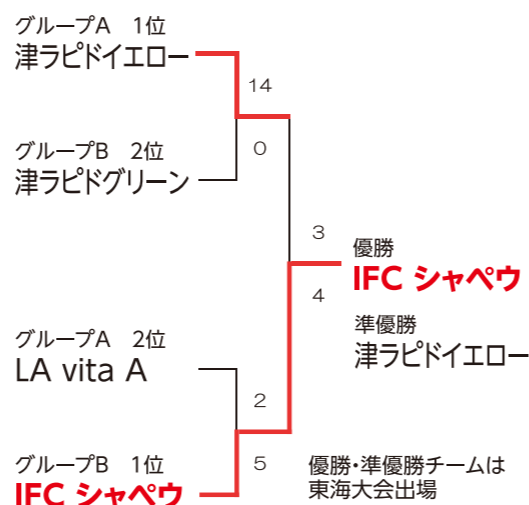 グループA　1位
津ラピドイエロー
14
0
グループB　2位
津ラピドグリーン
3
4
優勝
IFC シャペウ
準優勝
津ラピドイエロー
グループA　2位
LA vita A
2
5
グループB　1位
IFC シャペウ
優勝・準優勝チームは
東海大会出場